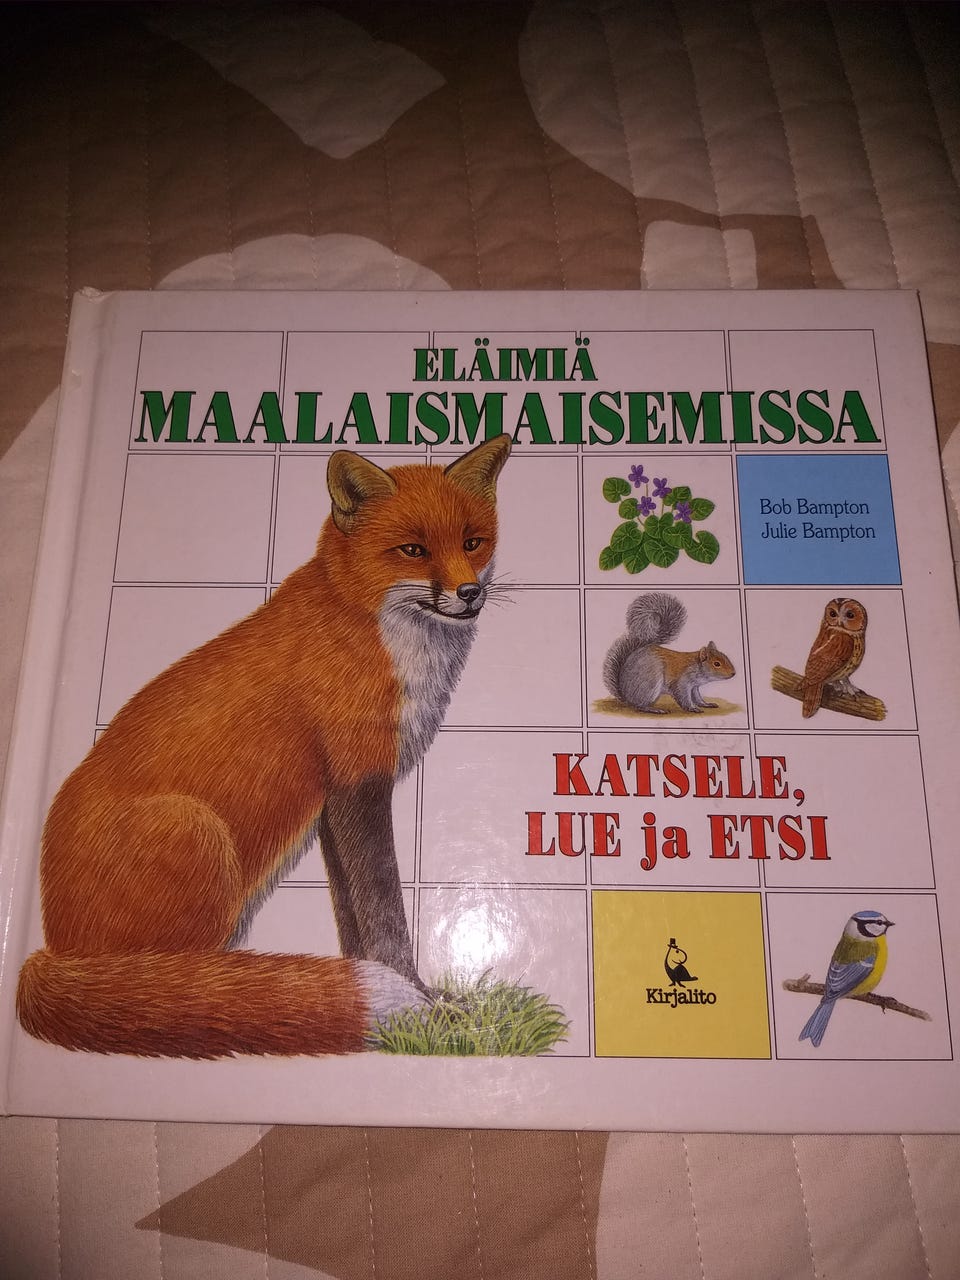 ELÄIMIÄ
MAALAISMAISEMISSA
Bob Bampton
Julie Bampton
KATSELE,
LUE ja ETSI
Kirjalito